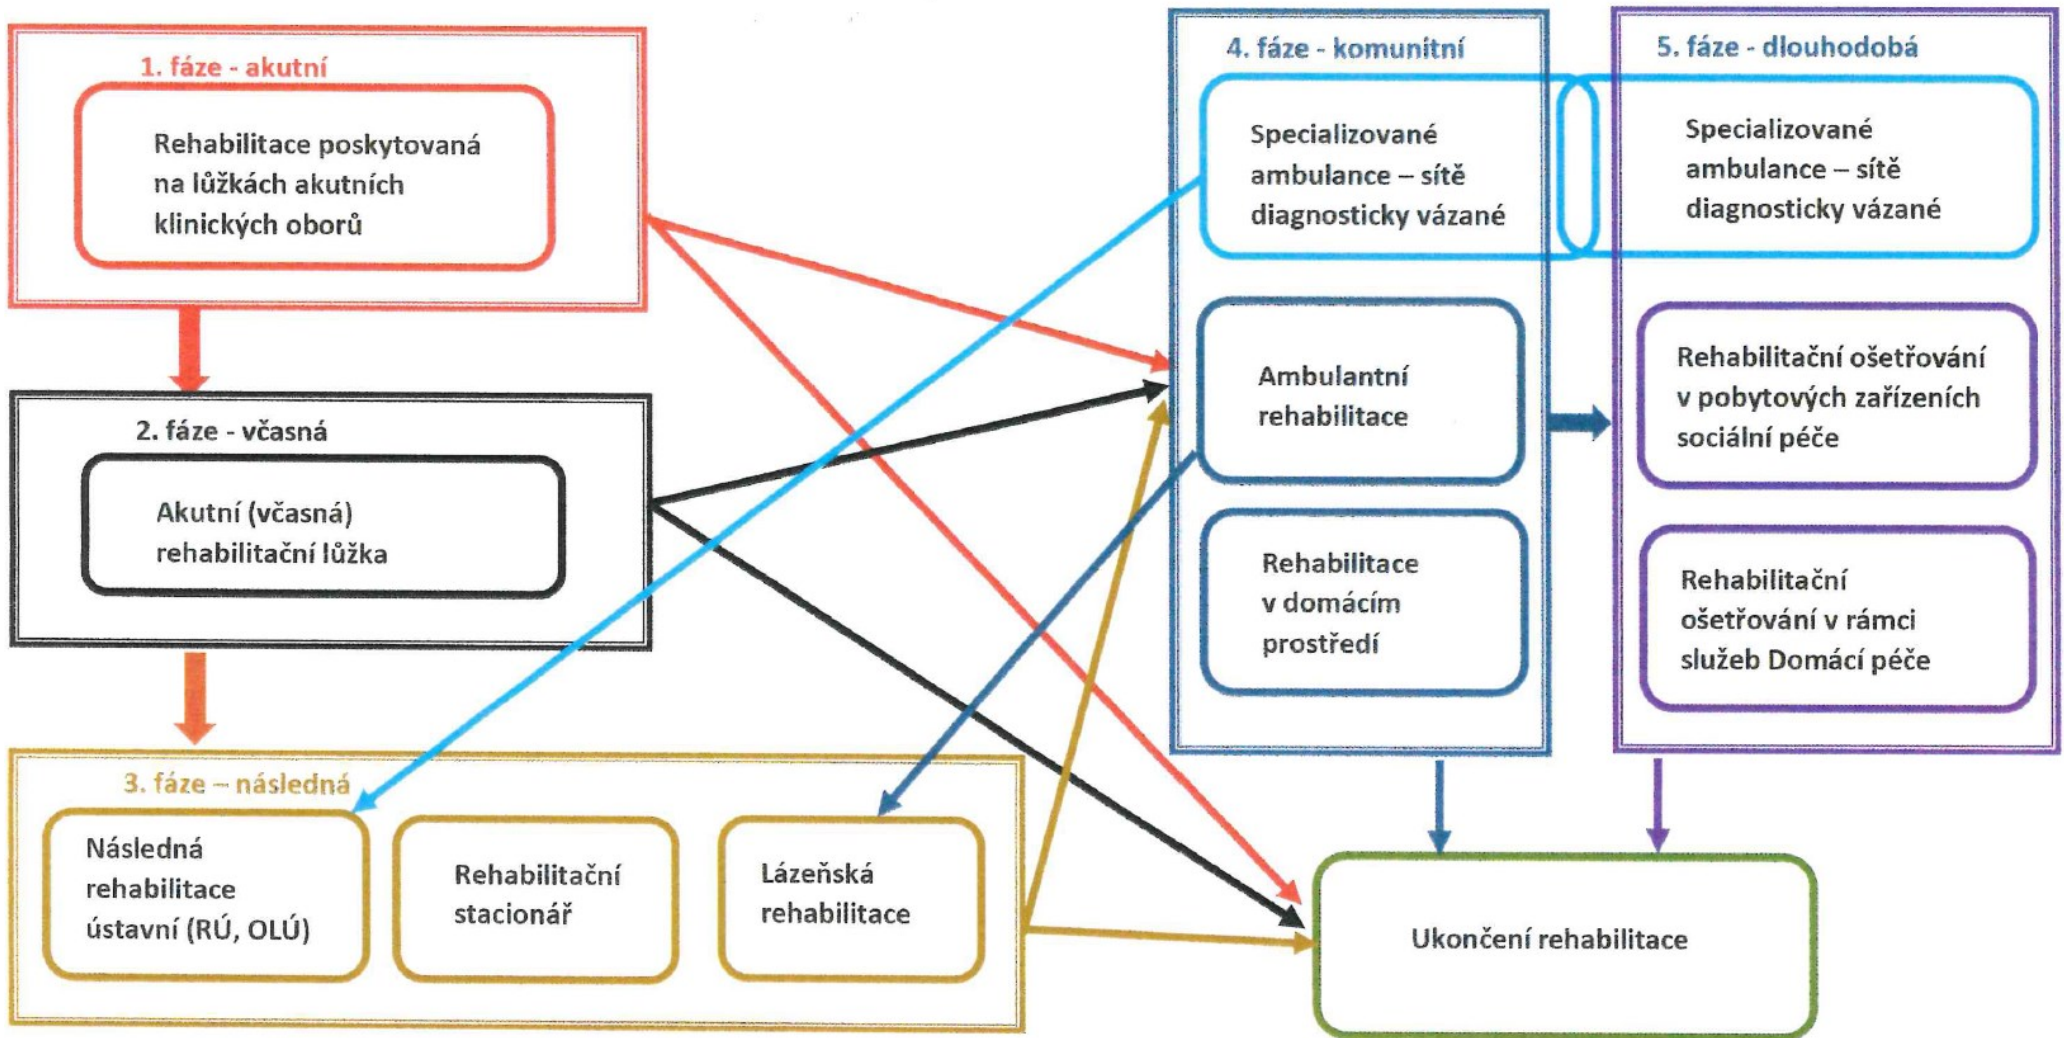 1. fáze - akutní
Rehabilitace poskytovaná
na lůžkách akutních
klinických oborů
2. fáze - včasná
Akutní (včasná)
rehabilitační lůžka
3. fáze – následná
Následná
rehabilitace
ústavní (RÚ, OLÚ)
Rehabilitační
stacionář
Lázeňská
rehabilitace
4. fáze - komunitní
Specializované
ambulance – sítě
diagnosticky vázané
Ambulantní
rehabilitace
Rehabilitace
v domácím
prostředí
5. fáze - dlouhodobá
Specializované
ambulance – sítě
diagnosticky vázané
Rehabilitační ošetřování
v pobytových zařízeních
sociální péče
Rehabilitační
ošetřování v rámci
služeb Domácí péče
Ukončení rehabilitace